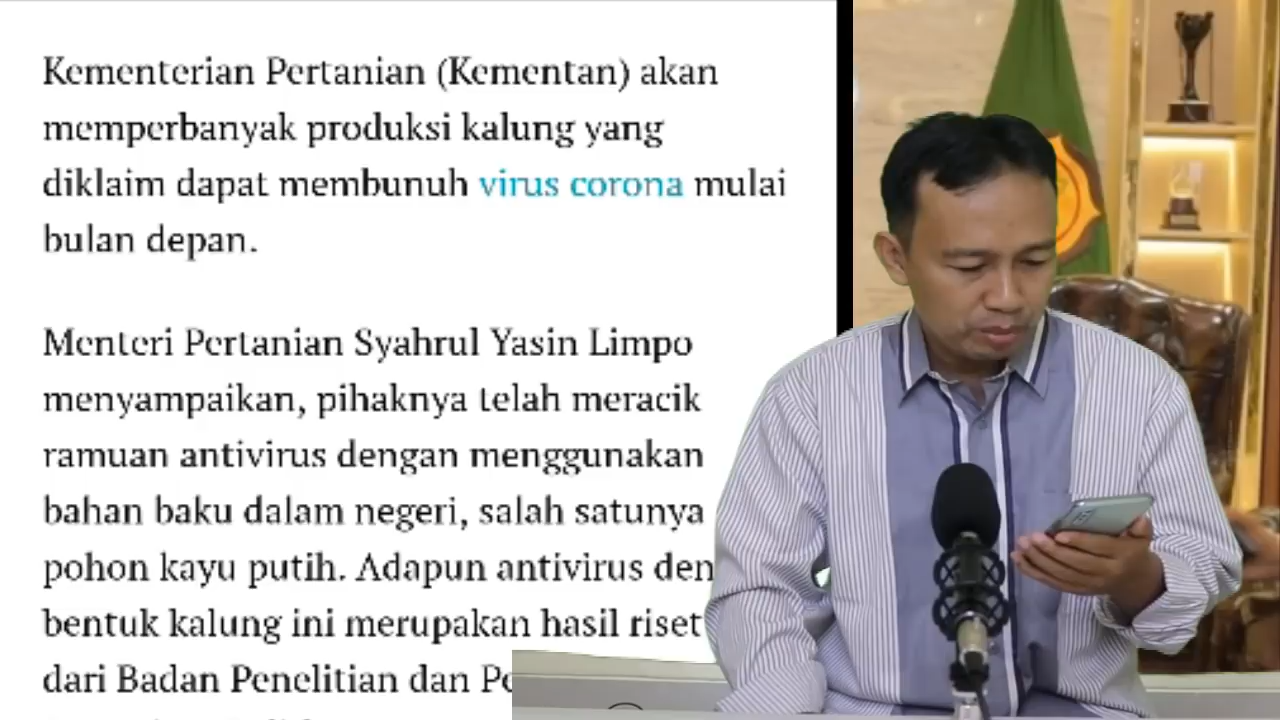 Kementerian Pertanian (Kementan) akan
memperbanyak produksi kalung yang
diklaim dapat membunuh virus corona mulai
bulan depan.
Menteri Pertanian Syahrul Yasin Limpo
menyampaikan, pihaknya telah meracik
ramuan antivirus dengan menggunakan
bahan baku dalam negeri, salah satunya
pohon kayu putih. Adapun antivirus den
bentuk kalung ini merupakan hasil riset
dari Badan Penelitian dan